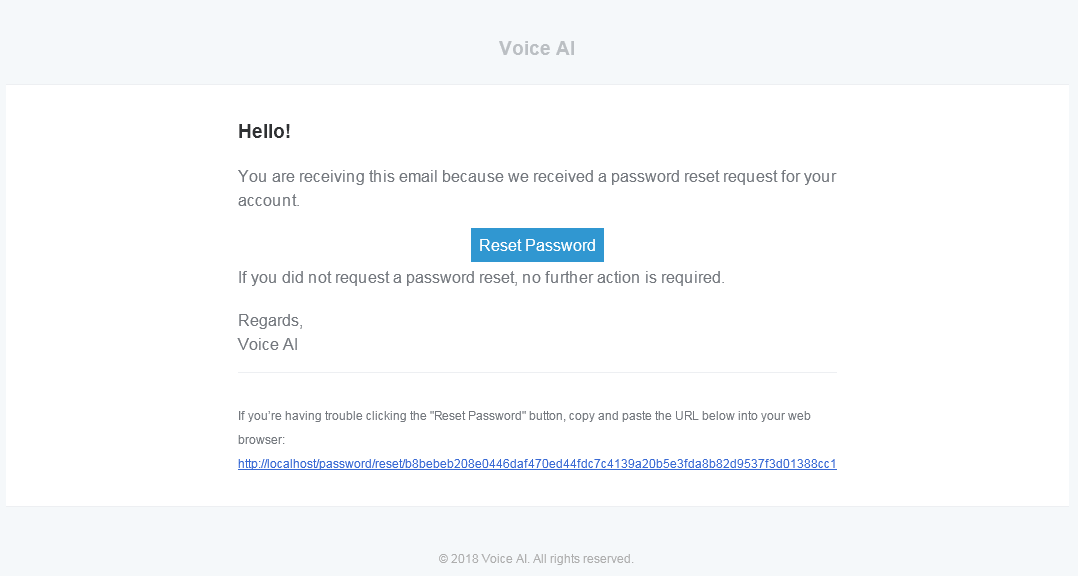 Voice AI
Hello!
You are receiving this email because we received a password reset request for your
account.
Reset Password
If you did not request a password reset, no further action is required.
Regards,
Voice AI
If you’re having trouble clicking the "Reset Password" button, copy and paste the URL below into your web
browser:
http://localhost/password/reset/b8bebeb208e0446daf470ed44fdc7c4139a20b5e3fda8b82d9537f3d01388cc1
© 2018 Voice AI. All rights reserved.